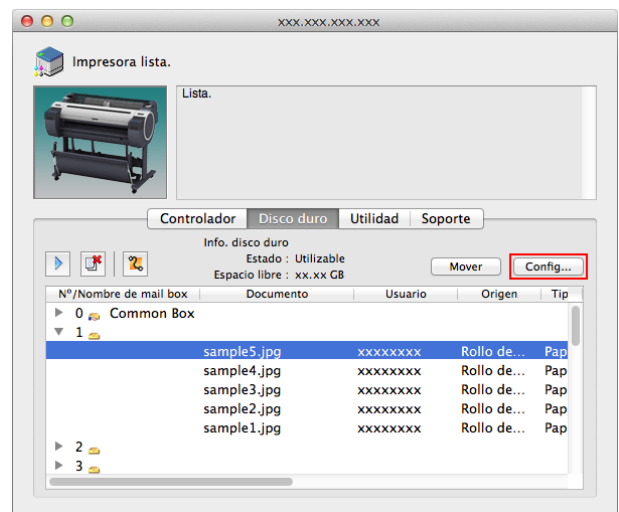 xxx.xxx.xxx.xxx
Impresora lista.
Lista.
Controlador Disco duro Utilidad Soporte
Info. disco duro
Estado : Utilizable
Espacio libre : xx.xx GB
Mover Config...
Nº/Nombre de mail box Documento Usuario Origen Tip
0 Common Box
1
sample5.jpg xxxxxxxx Rollo de... Pap
sample4.jpg xxxxxxxx Rollo de... Pap
sample3.jpg xxxxxxxx Rollo de... Pap
sample2.jpg xxxxxxxx Rollo de... Pap
sample1.jpg xxxxxxxx Rollo de... Pap
2
3